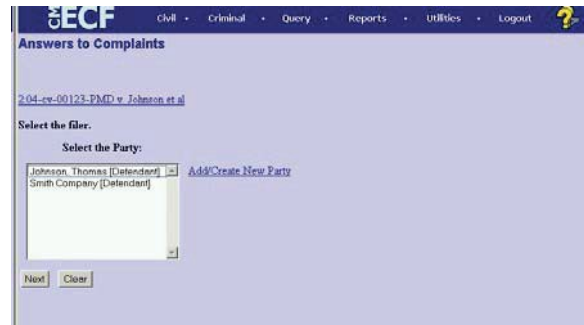 CM ECF Civil • Criminal • Query • Reports • Utilities • Logout ?
Answers to Complaints
2:04-cv-00123-PMD v. Johnson et al
Select the filer.
Select the Party:
Johnson, Thomas [Defendant] Add/Create New Party
Smith Company [Defendant]
Next Clear